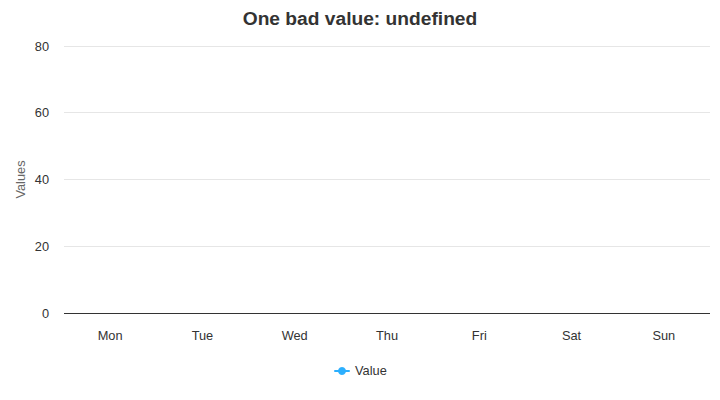 One bad value: undefined
80
60
40
20
0
Values
Mon Tue Wed Thu Fri Sat Sun
Value